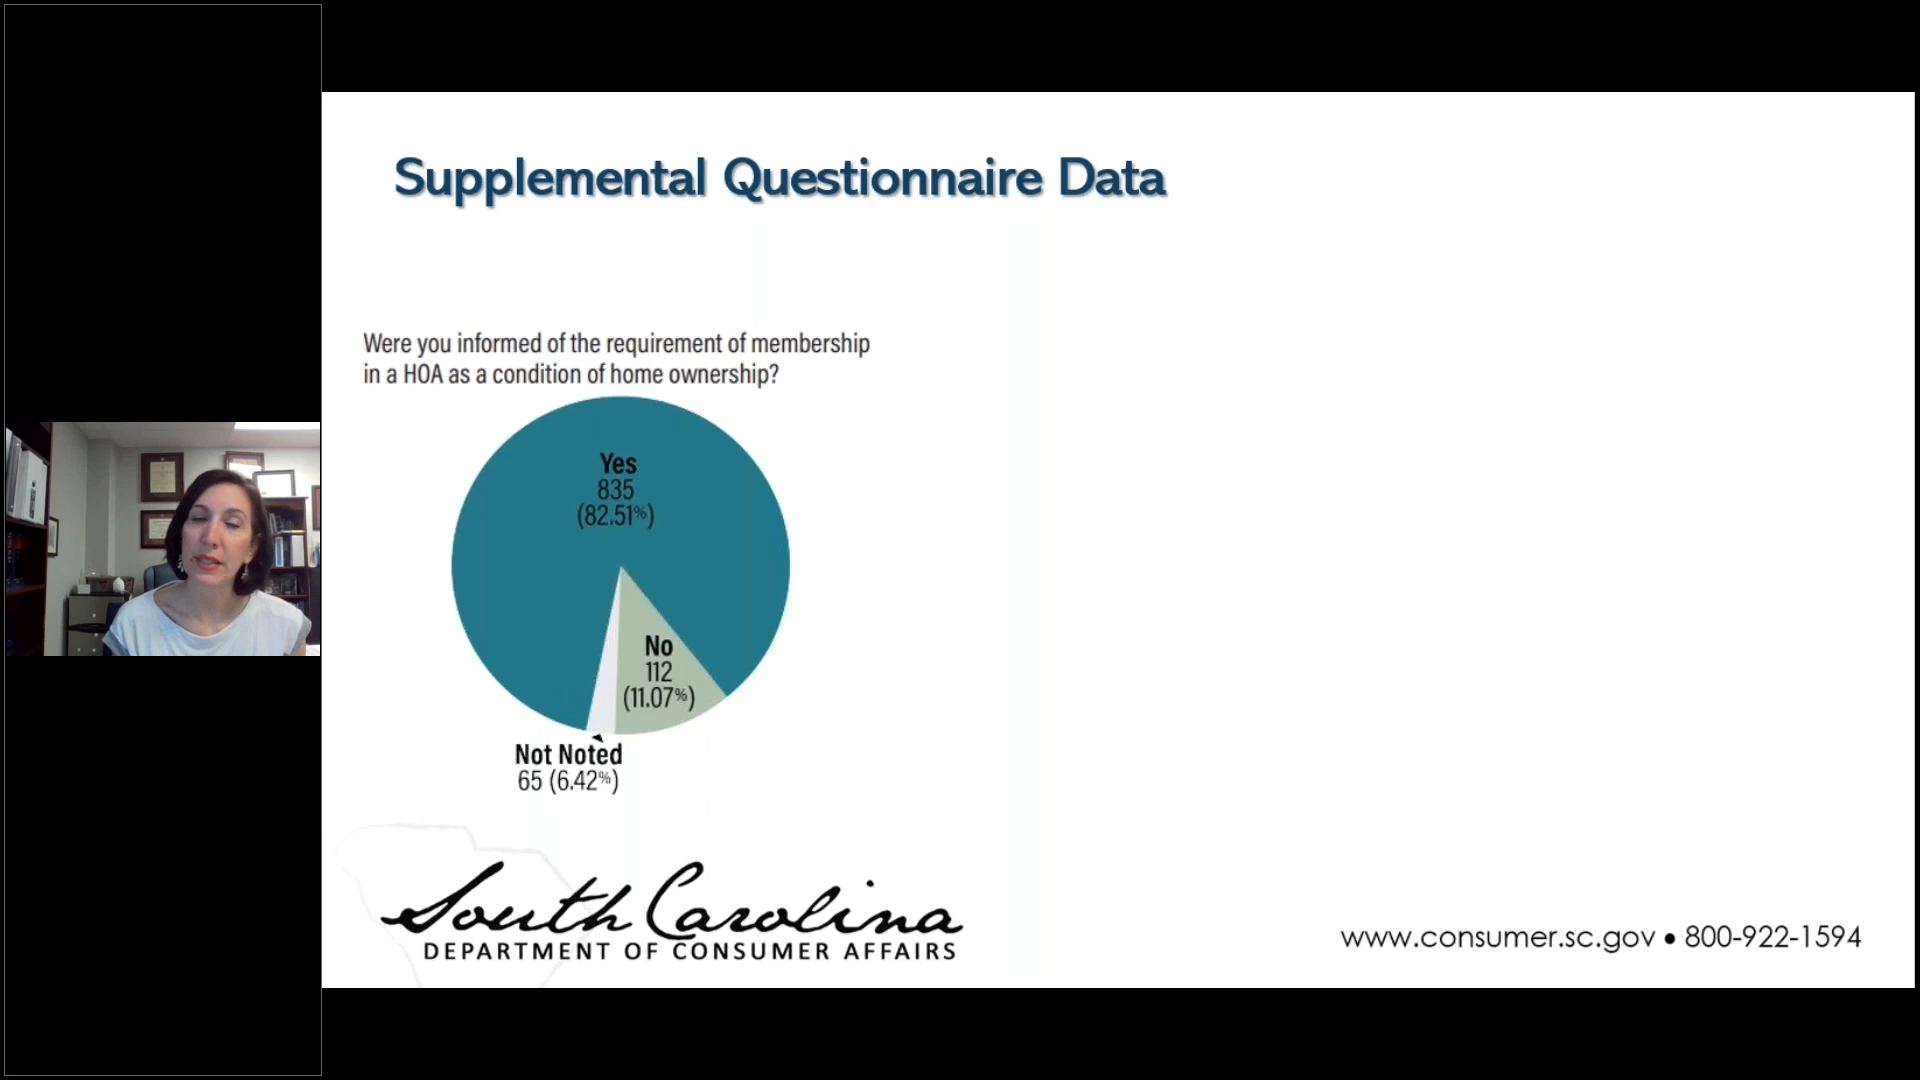 Supplemental Questionnaire Data
Were you informed of the requirement of membership
in a HOA as a condition of home ownership?
Yes
835
(82.51%)
No
112
(11.07%)
Not Noted
65 (6.42%)
South Carolina
DEPARTMENT OF CONSUMER AFFAIRS
www.consumer.sc.gov • 800-922-1594